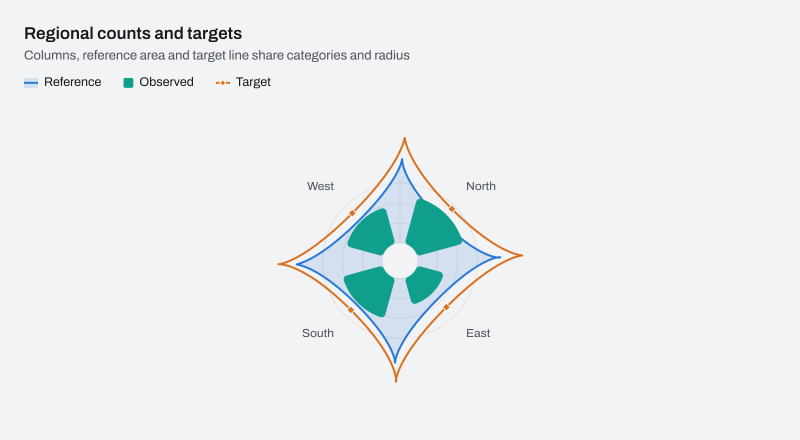 Regional counts and targets
Columns, reference area and target line share categories and radius
Reference Observed Target
West North
South East